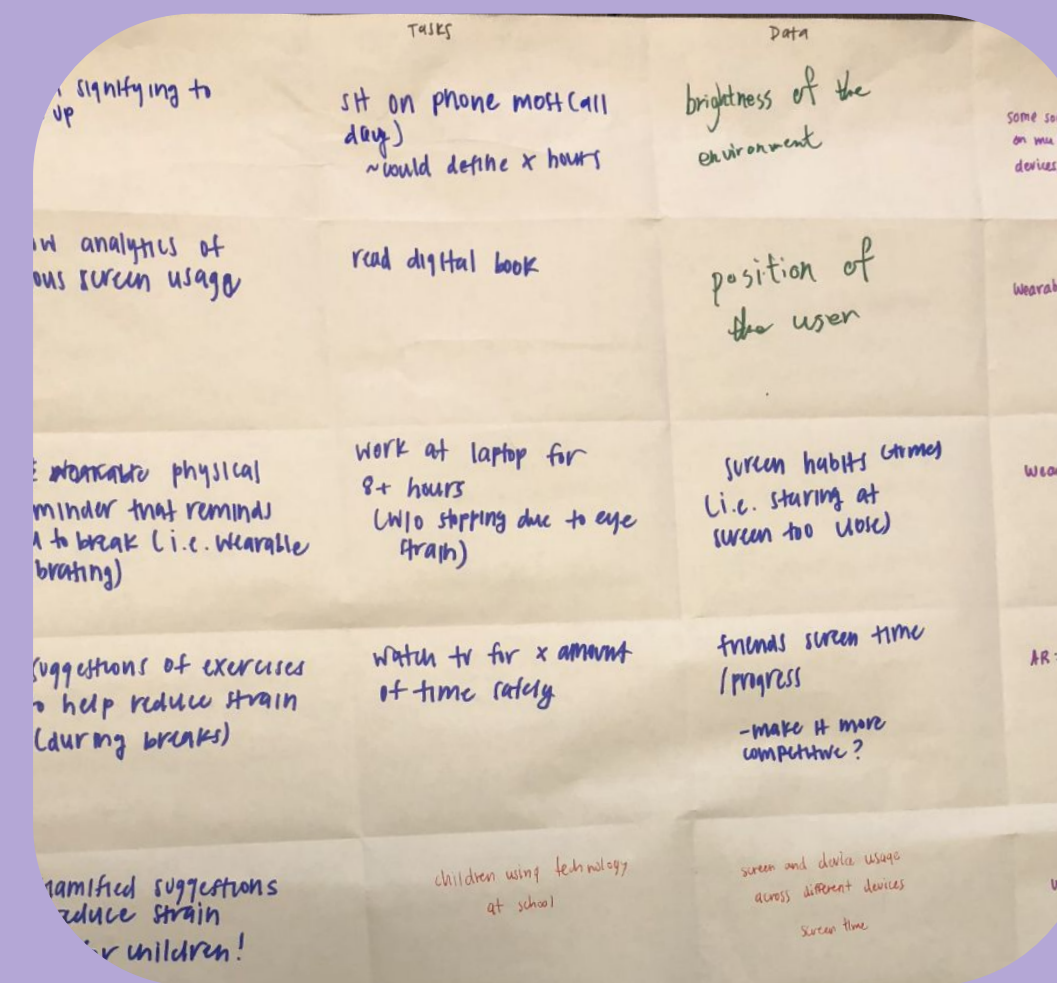 Tasks
Data
signifying to
up
sit on phone most (all
day)
~would define x hours
brightness of the
environment
some so
on mu
devices
ow analytics of
ous screen usage
read digital book
position of
the user
Wearab
physical
minder that reminds
to break (i.e. wearable
brating)
work at laptop for
8+ hours
(w/o stopping due to eye
strain)
screen habits
(i.e. staring at
screen too close)
Wea
suggestions of exercises
o help reduce strain
(during breaks)
watch tv for x amount
of time safely
friends screen time
/progress
-make it more
competitive?
AR
gamified suggestions
educe strain
or children!
children using technology
at school
screen and device usage
across different devices
screen time